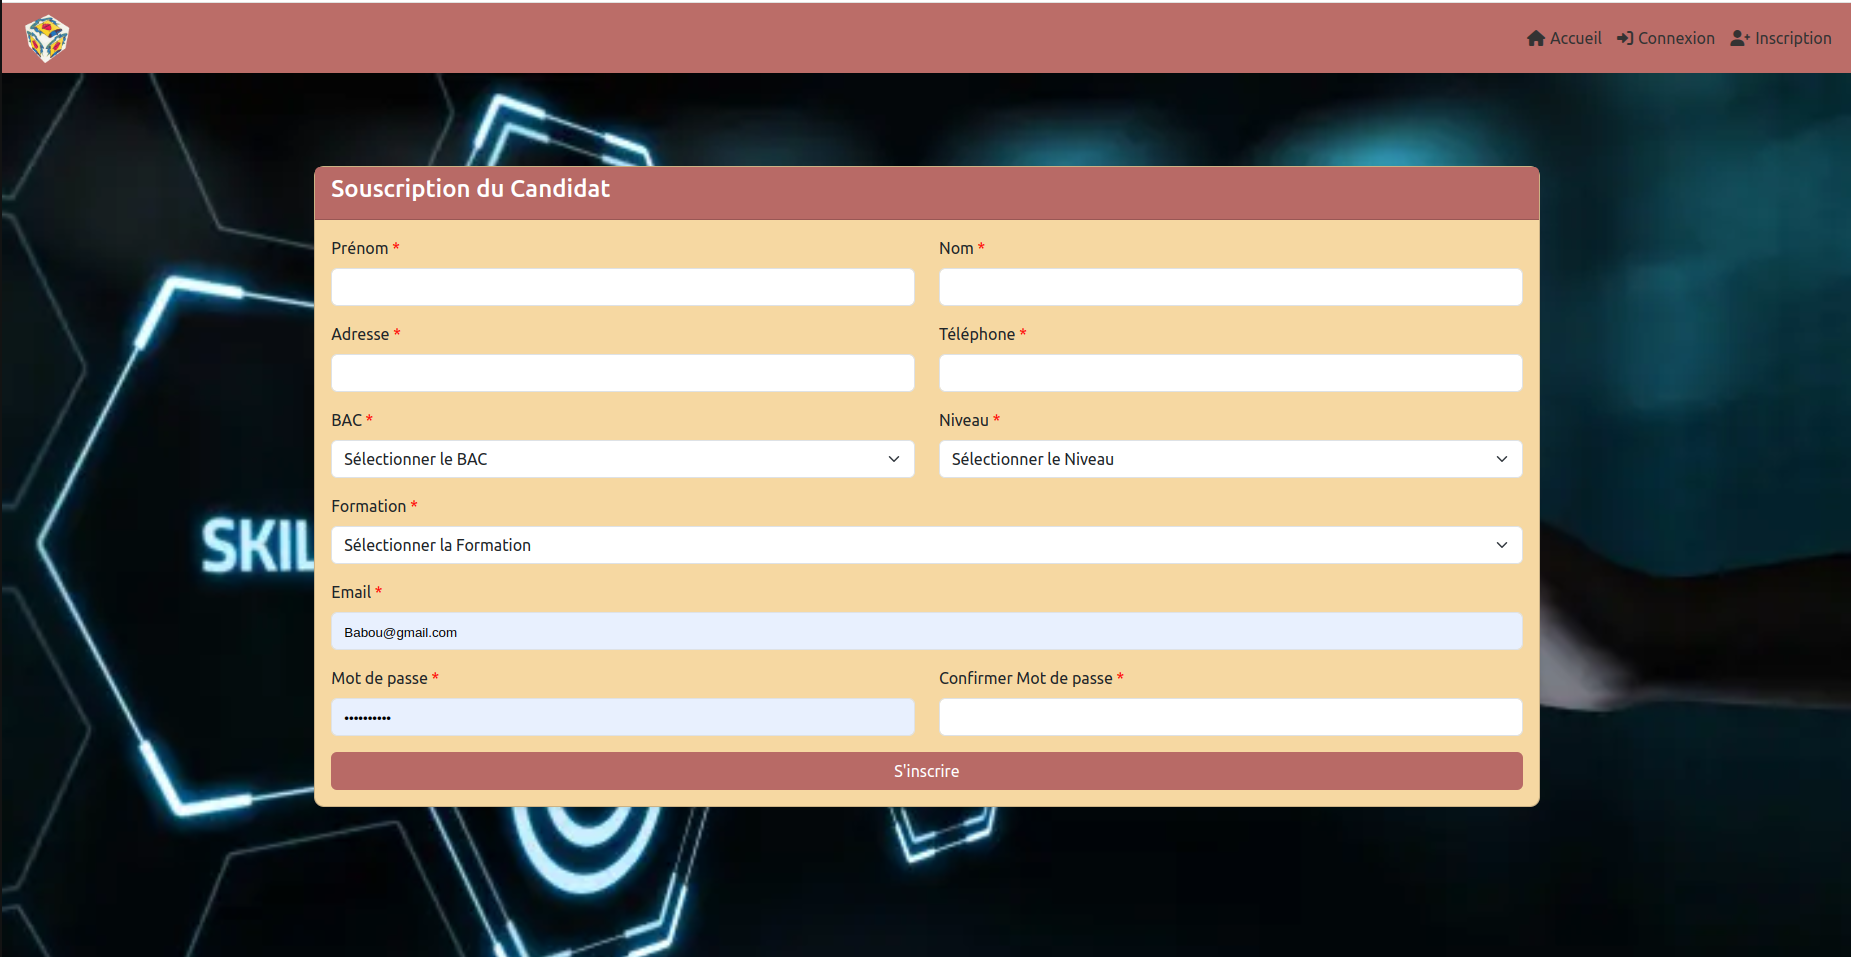 Accueil Connexion Inscription
Souscription du Candidat
Prénom * Nom *
Adresse * Téléphone *
BAC * Niveau *
Sélectionner le BAC Sélectionner le Niveau
Formation *
Sélectionner la Formation
SKIL
Email *
Babou@gmail.com
Mot de passe * Confirmer Mot de passe *
••••••••••
S'inscrire